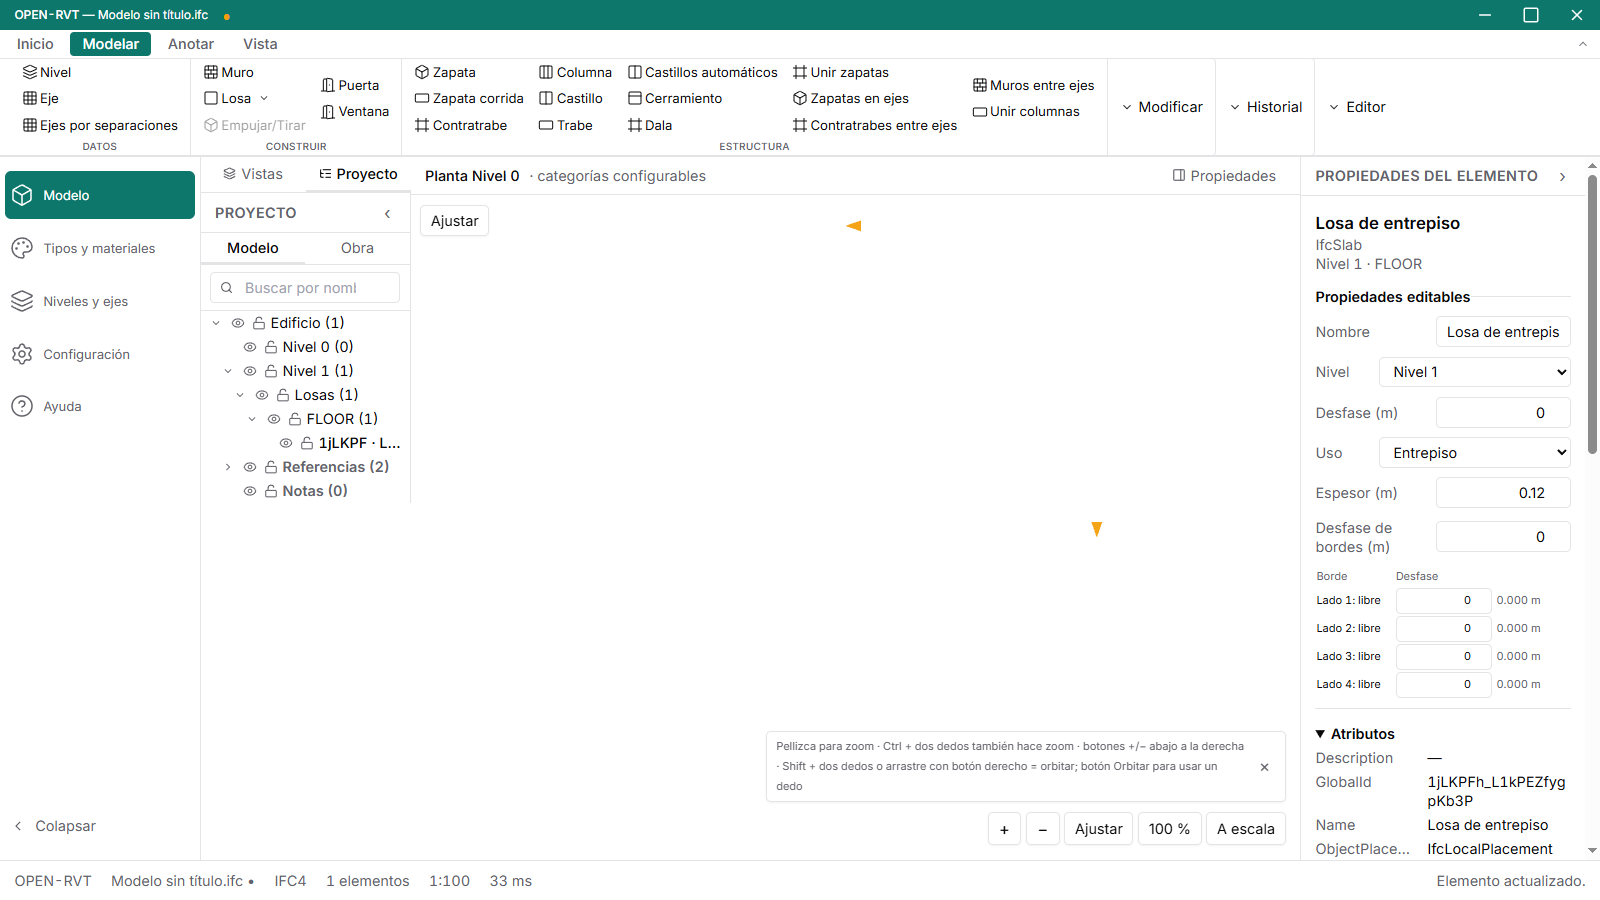 OPEN-RVT — Modelo sin título.ifc
Inicio
Modelar
Anotar
Vista
Nivel
Eje
Ejes por separaciones
DATOS
Muro
Losa
Empujar/Tirar
Puerta
Ventana
CONSTRUIR
Zapata
Zapata corrida
Contratrabe
Columna
Castillo
Trabe
Castillos automáticos
Cerramiento
Dala
Unir zapatas
Zapatas en ejes
Contratrabes entre ejes
Muros entre ejes
Unir columnas
ESTRUCTURA
Modificar
Historial
Editor
Modelo
Tipos y materiales
Niveles y ejes
Configuración
Ayuda
Colapsar
Vistas
Proyecto
PROYECTO
Modelo
Obra
Buscar por noml
Edificio (1)
Nivel 0 (0)
Nivel 1 (1)
Losas (1)
FLOOR (1)
1jLKPF · L...
Referencias (2)
Notas (0)
Planta Nivel 0 · categorías configurables
Propiedades
Ajustar
Pellizca para zoom · Ctrl + dos dedos también hace zoom · botones +/− abajo a la derecha
· Shift + dos dedos o arrastre con botón derecho = orbitar; botón Orbitar para usar un
dedo
+
−
Ajustar
100 %
A escala
PROPIEDADES DEL ELEMENTO
Losa de entrepiso
IfcSlab
Nivel 1 · FLOOR
Propiedades editables
Nombre Losa de entrepis
Nivel Nivel 1
Desfase (m) 0
Uso Entrepiso
Espesor (m) 0.12
Desfase de
bordes (m) 0
Borde Desfase
Lado 1: libre 0 0.000 m
Lado 2: libre 0 0.000 m
Lado 3: libre 0 0.000 m
Lado 4: libre 0 0.000 m
Atributos
Description —
GlobalId 1jLKPFh_L1kPEZfyg
pKb3P
Name Losa de entrepiso
ObjectPlace... IfcLocalPlacement
OPEN-RVT
Modelo sin título.ifc •
IFC4
1 elementos
1:100
33 ms
Elemento actualizado.